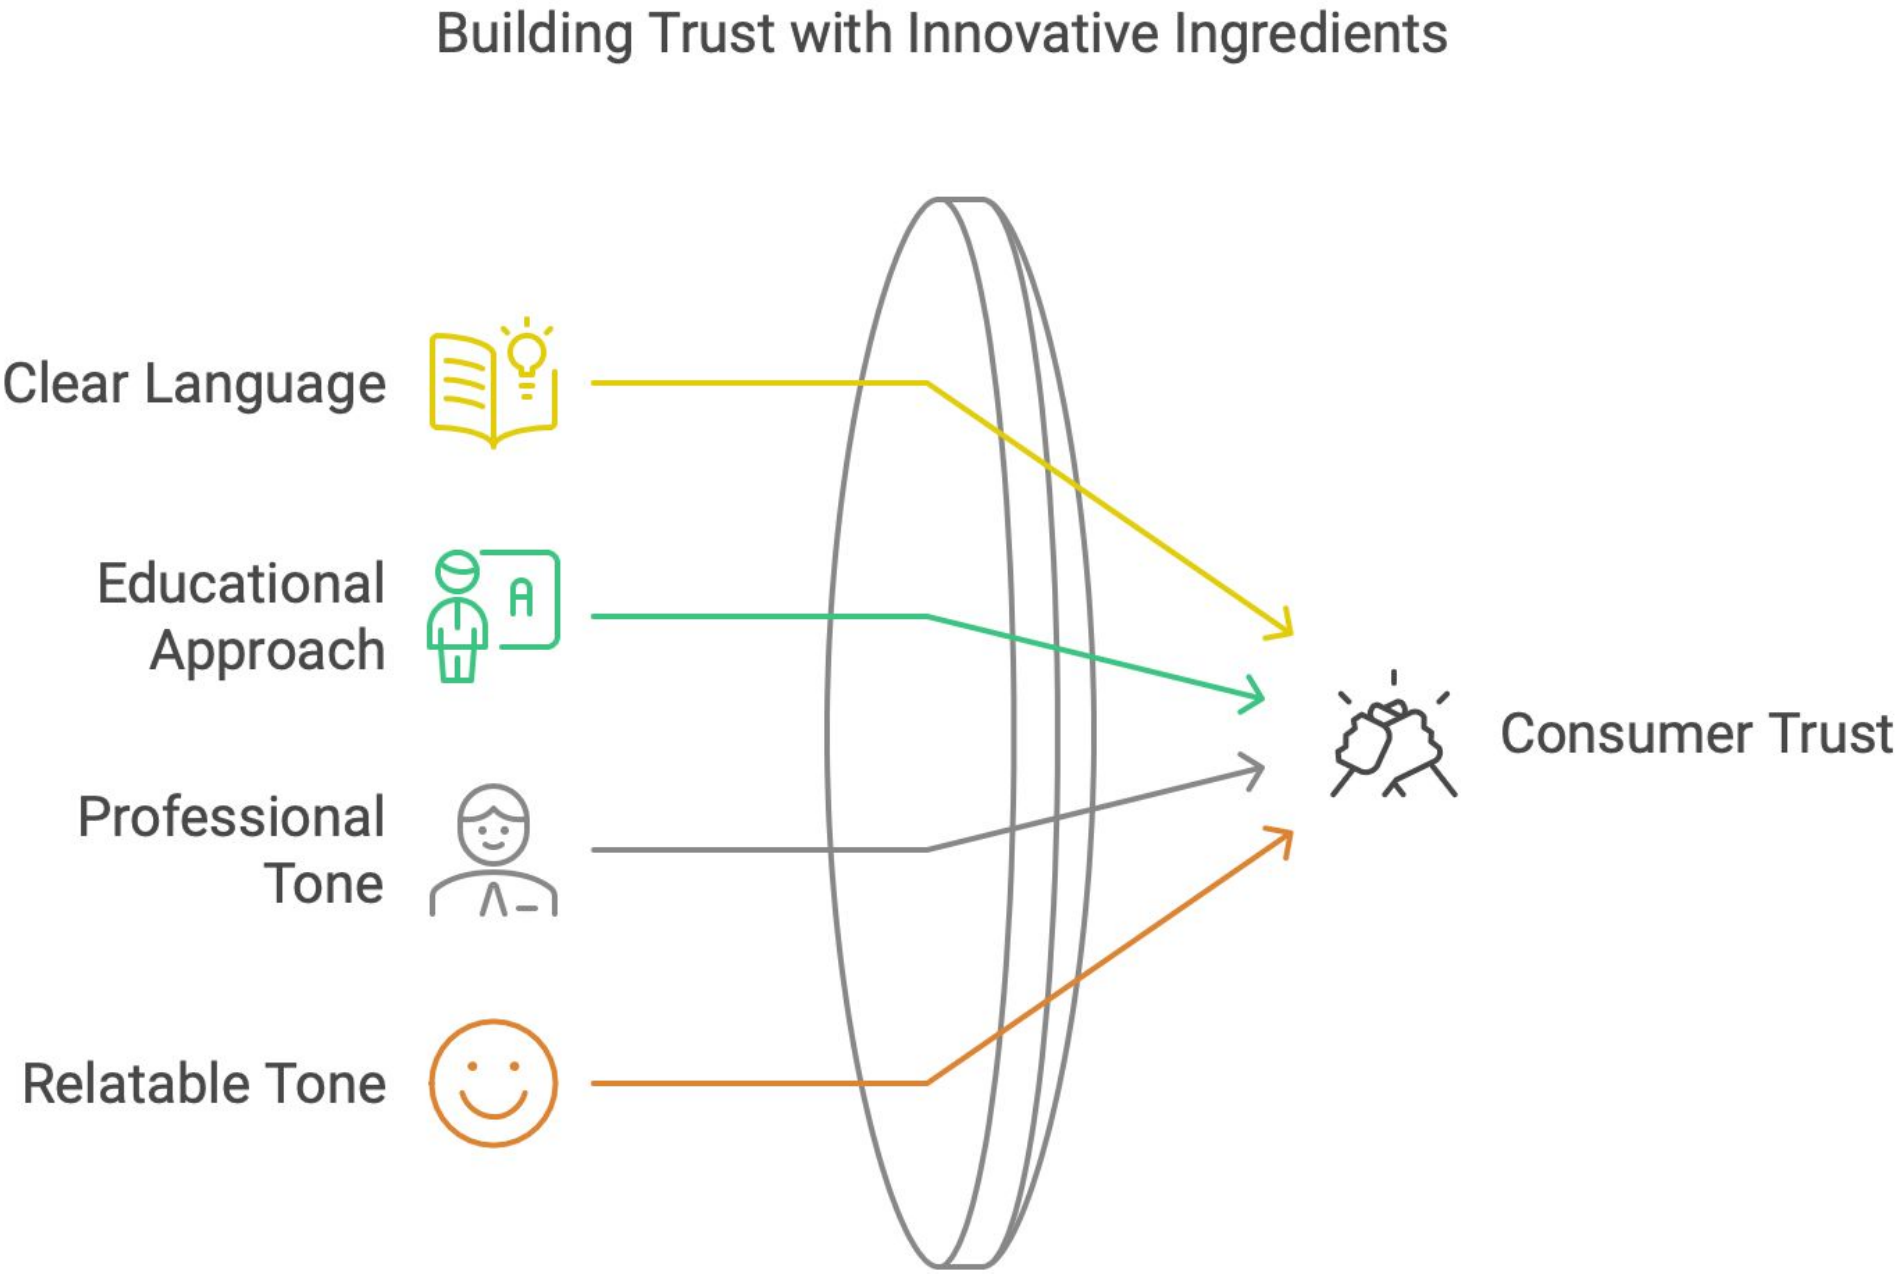 Building Trust with Innovative Ingredients
Clear Language
Educational
Approach
A
Professional
Tone
Relatable Tone
Consumer Trust